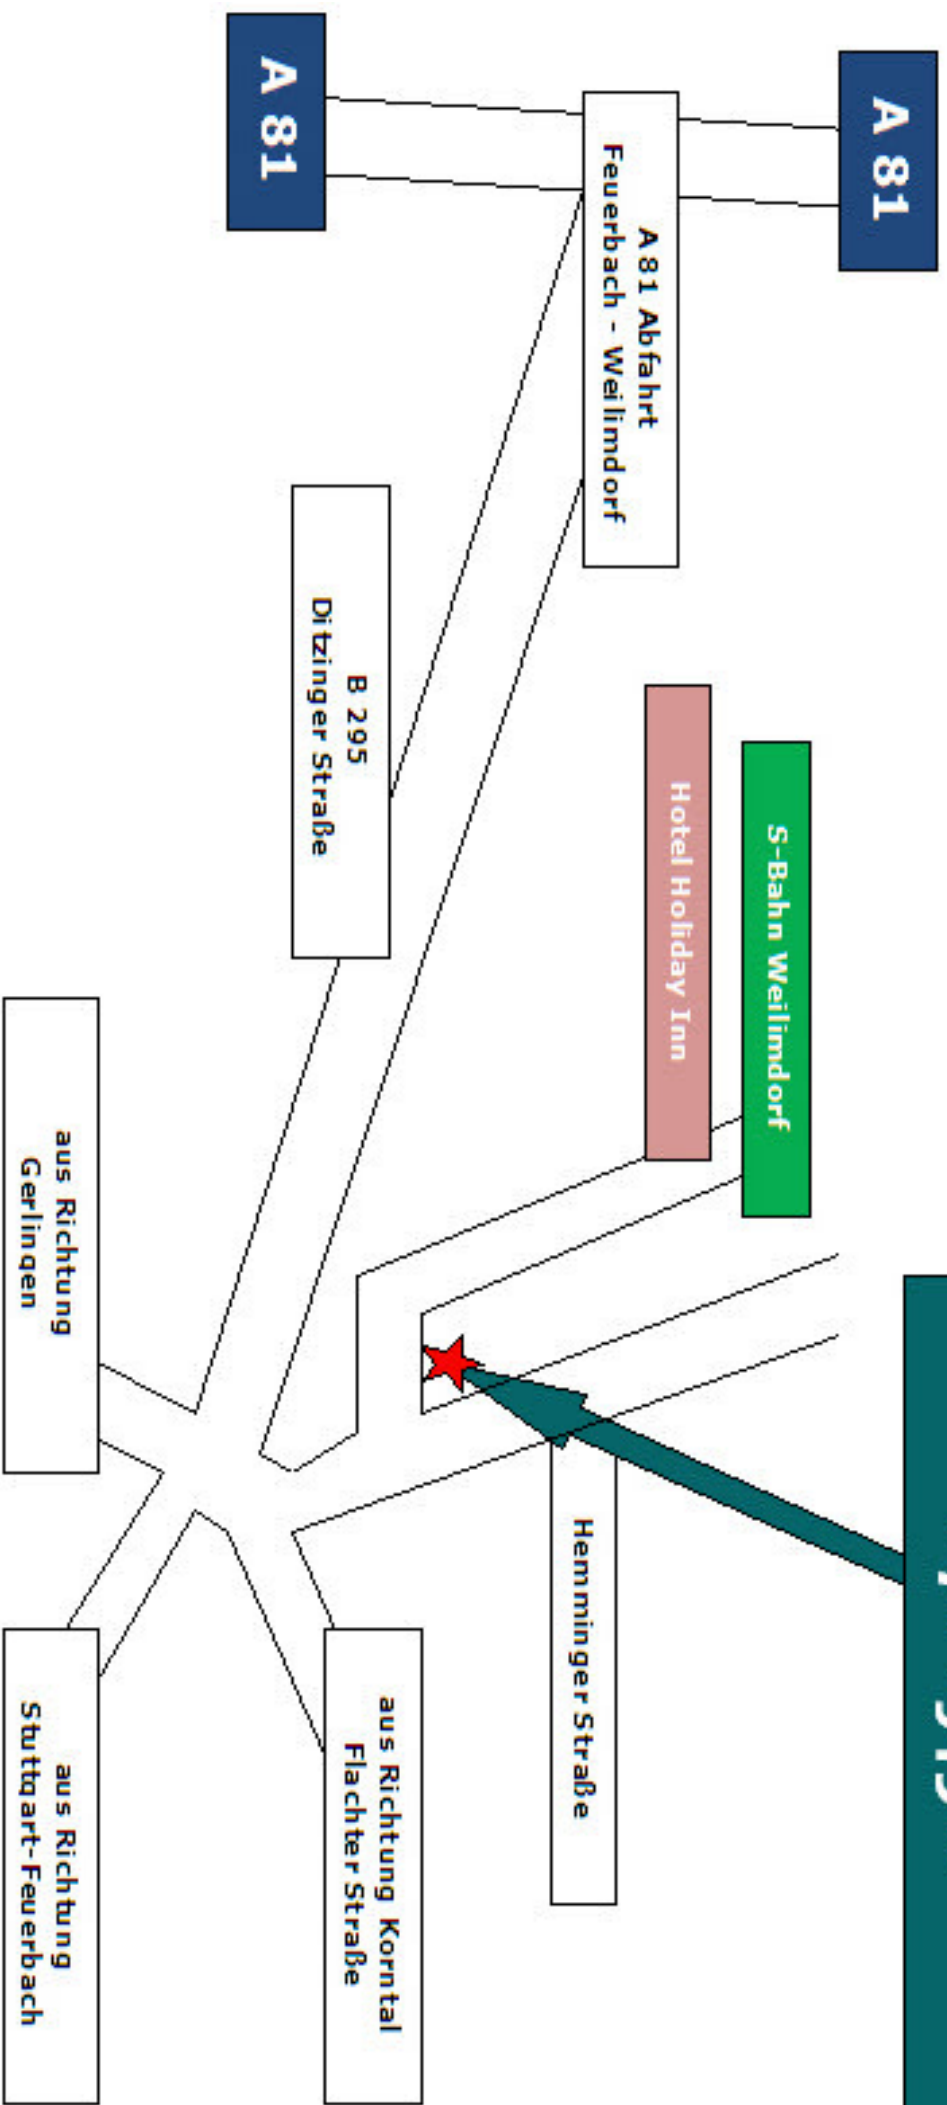 A 81
A 81
A81 Abfahrt
Feuerbach - Weilimdorf
S-Bahn Weilimdorf
Hotel Holiday Inn
B 295
Ditzinger Straße
Hemminger Straße
aus Richtung
Gerlingen
aus Richtung Korntal
Flachter Straße
aus Richtung
Stuttgart-Feuerbach